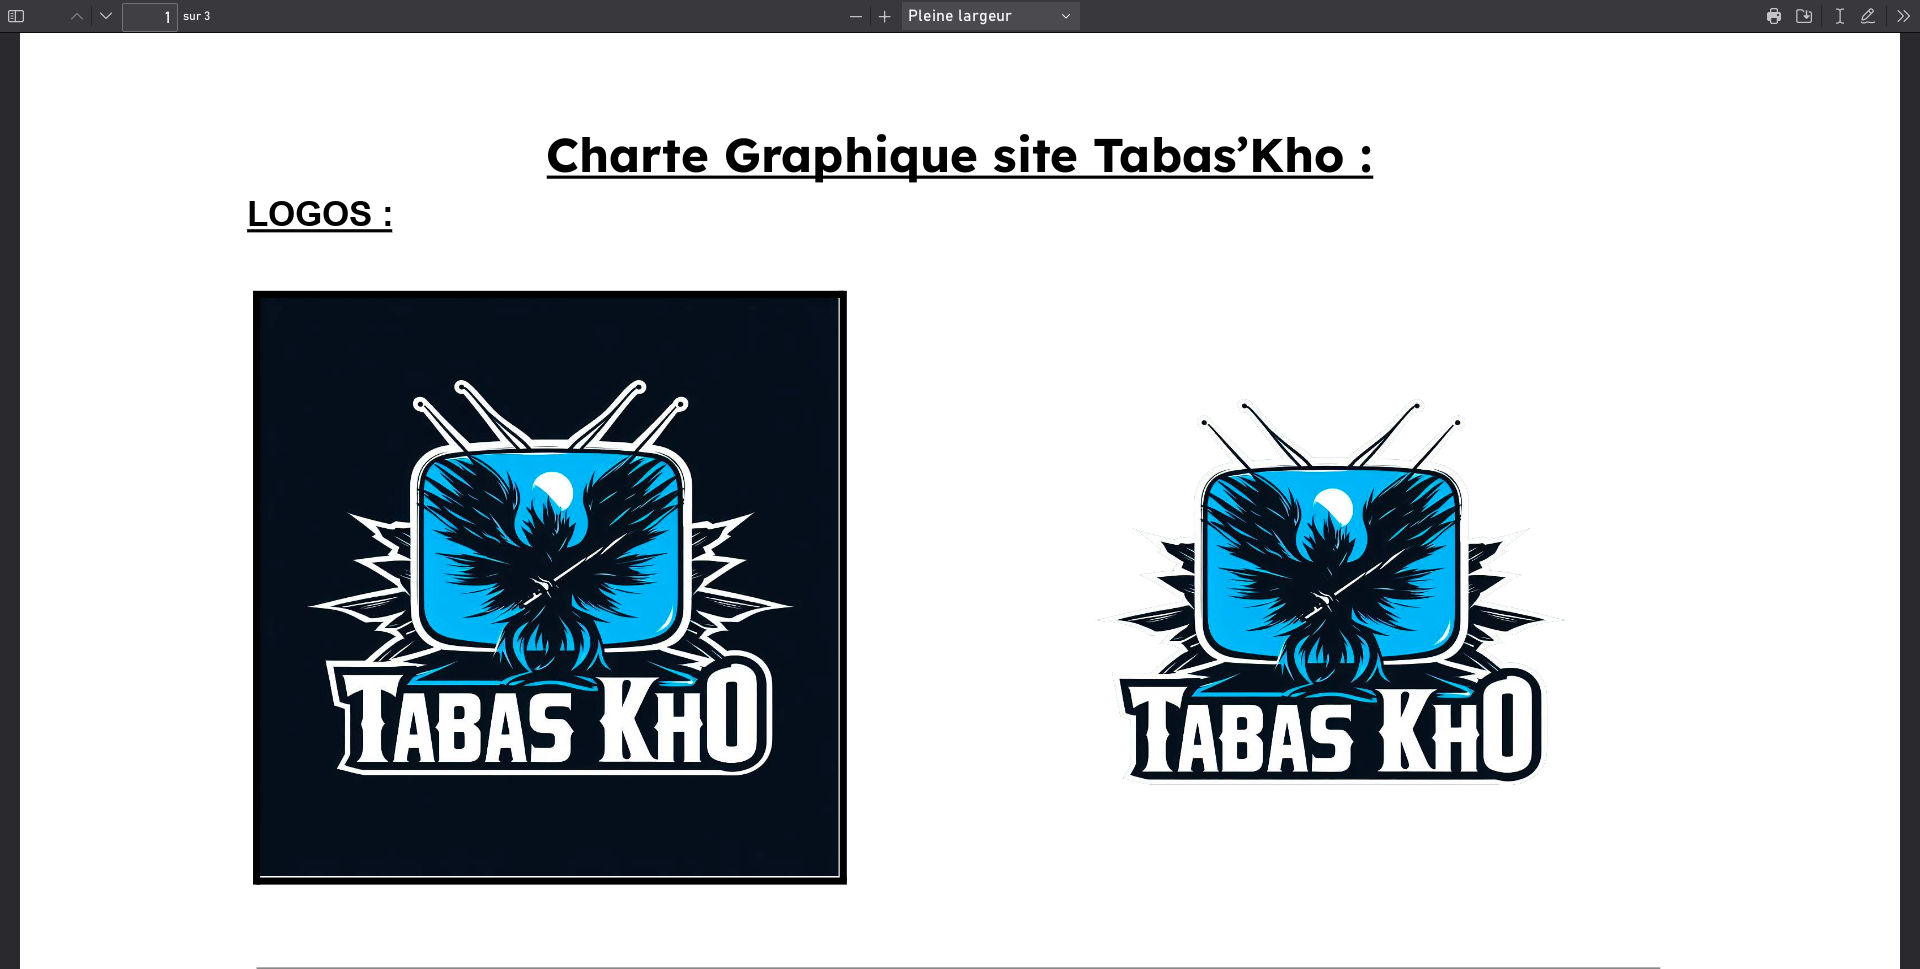 1 sur 3
Pleine largeur
Charte Graphique site Tabas’Kho :
LOGOS :
TABAS KHO
TABAS KHO